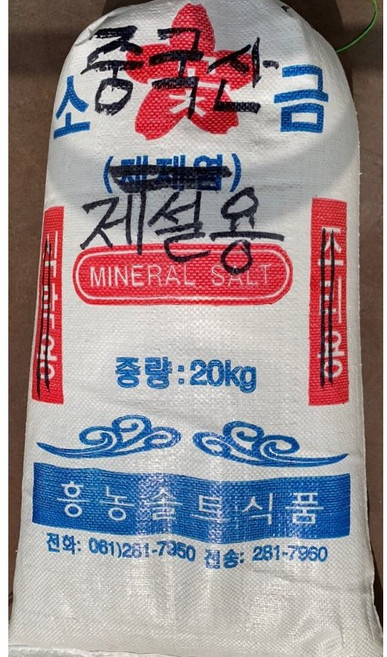 중국산
소금
(재제염)
제설용
MINERAL SALT
중량:20kg
흥농솔트식품
전화: 061)281-7950 전송: 281-7960